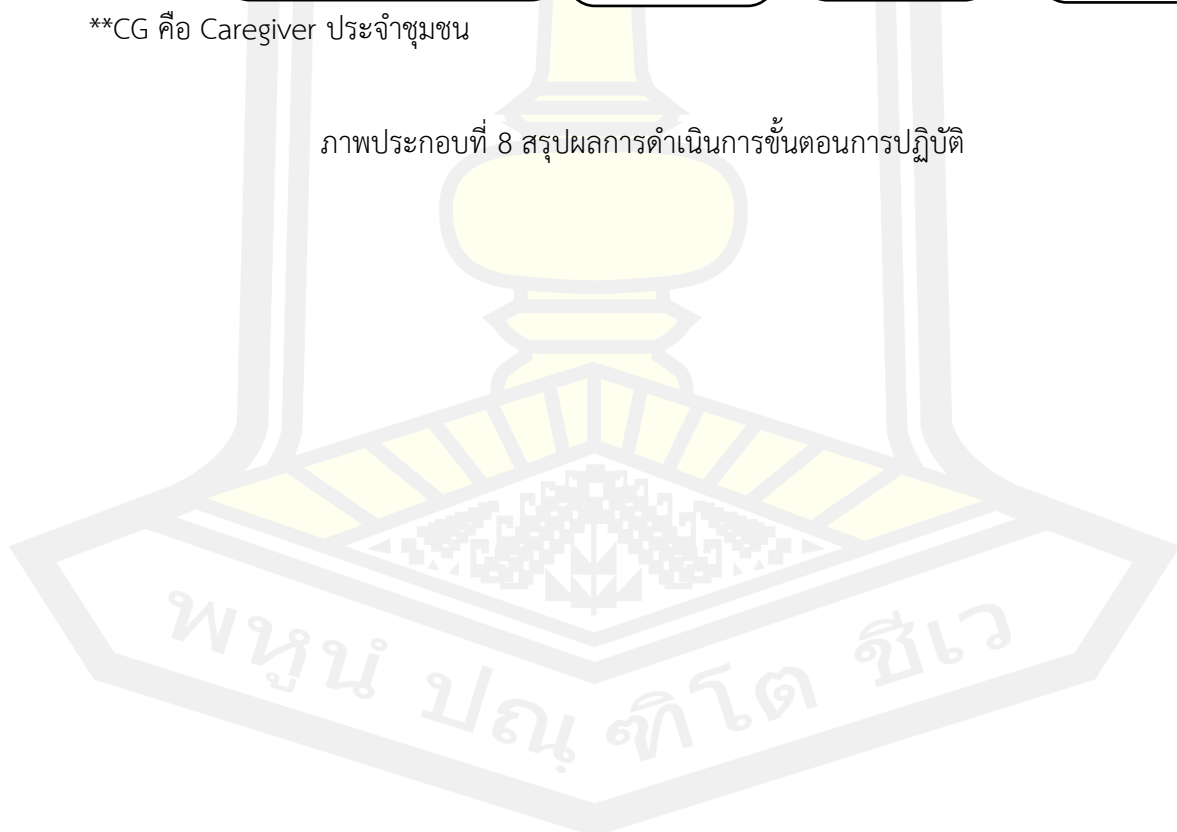 **CG คือ Caregiver ประจำชุมชน
ภาพประกอบที่ 8 สรุปผลการดำเนินการขั้นตอนการปฏิบัติ
พหูนํ ปณฺฑิโต ชีเว